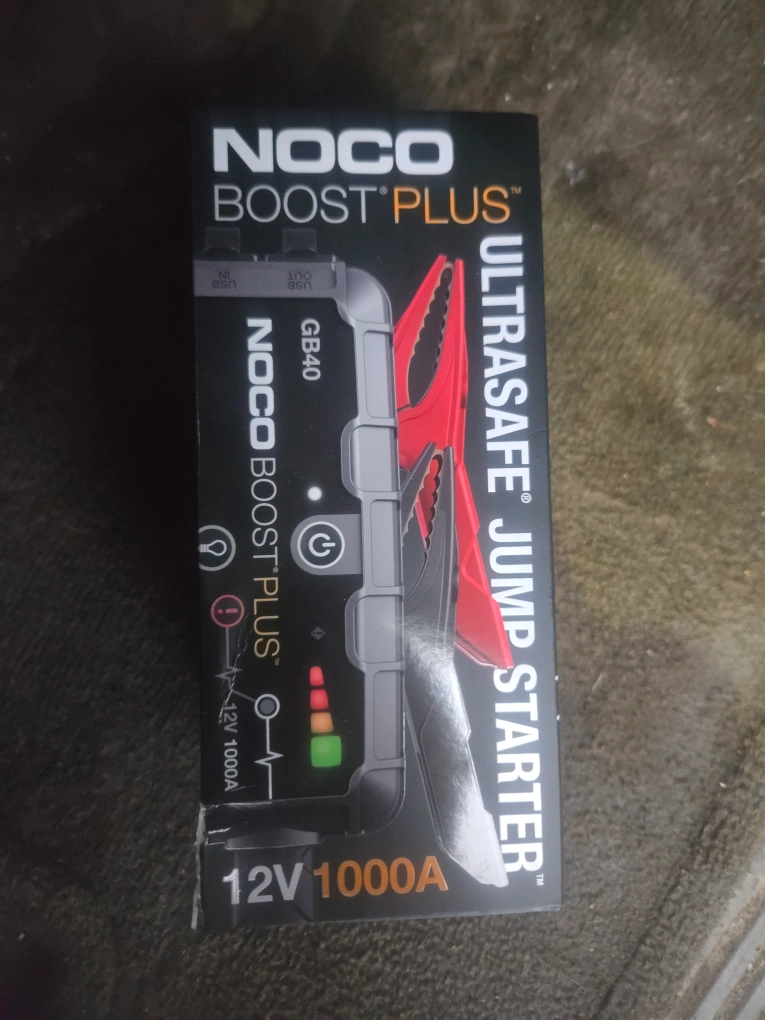 NOCO
BOOST® PLUS™
ULTRASAFE® JUMP STARTER™
USB IN
USB OUT
GB40
NOCO BOOST® PLUS™
12V 1000A
12V 1000A